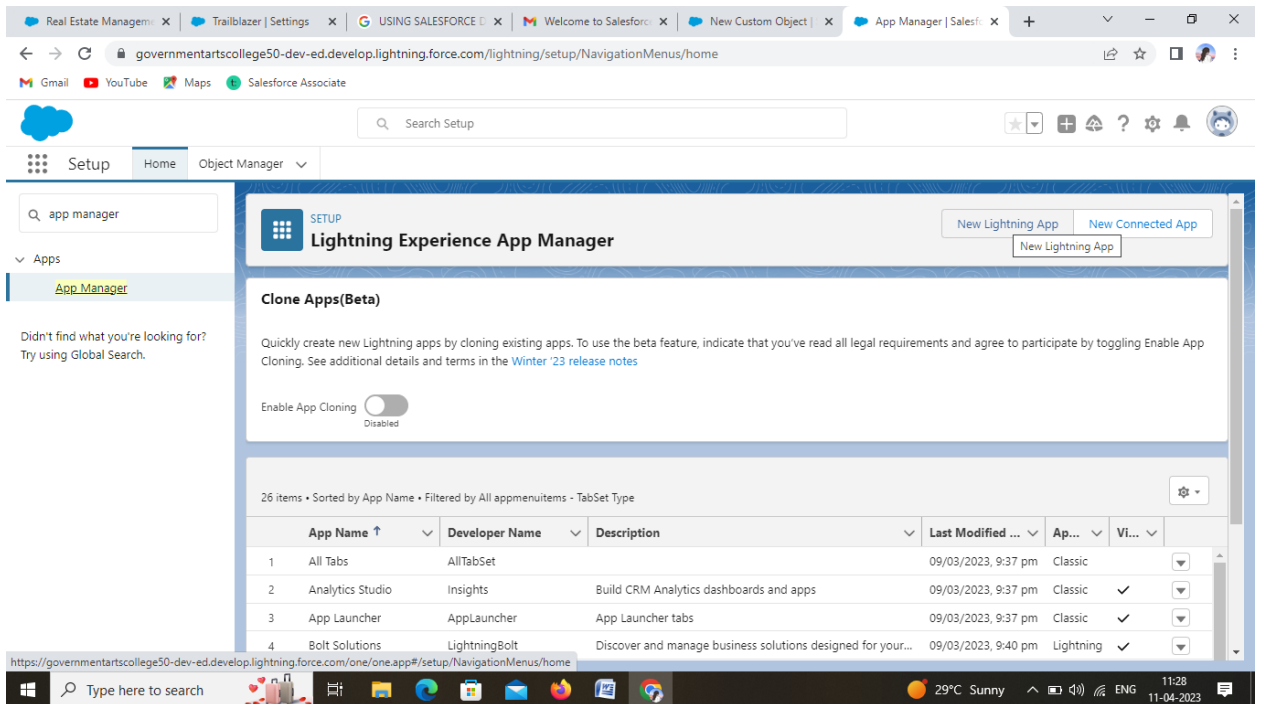 Real Estate Manageme
Trailblazer | Settings
USING SALESFORCE D
Welcome to Salesforc
New Custom Object |
App Manager | Salesfo
governmentartscollege50-dev-ed.develop.lightning.force.com/lightning/setup/NavigationMenus/home
Gmail YouTube Maps Salesforce Associate
Search Setup
Setup Home Object Manager
app manager
Apps
App Manager
Didn't find what you're looking for?
Try using Global Search.
SETUP
Lightning Experience App Manager
New Lightning App New Connected App
New Lightning App
Clone Apps(Beta)
Quickly create new Lightning apps by cloning existing apps. To use the beta feature, indicate that you've read all legal requirements and agree to participate by toggling Enable App
Cloning. See additional details and terms in the Winter '23 release notes
Enable App Cloning
Disabled
26 items • Sorted by App Name • Filtered by All appmenuitems - TabSet Type
App Name ↑ Developer Name Description Last Modified ... Ap... Vi...
1 All Tabs AllTabSet 09/03/2023, 9:37 pm Classic
2 Analytics Studio Insights Build CRM Analytics dashboards and apps 09/03/2023, 9:37 pm Classic
3 App Launcher AppLauncher App Launcher tabs 09/03/2023, 9:37 pm Classic
4 Bolt Solutions LightningBolt Discover and manage business solutions designed for your... 09/03/2023, 9:40 pm Lightning
https://governmentartscollege50-dev-ed.develop.lightning.force.com/one/one.app#/setup/NavigationMenus/home
Type here to search
29°C Sunny
ENG
11:28
11-04-2023